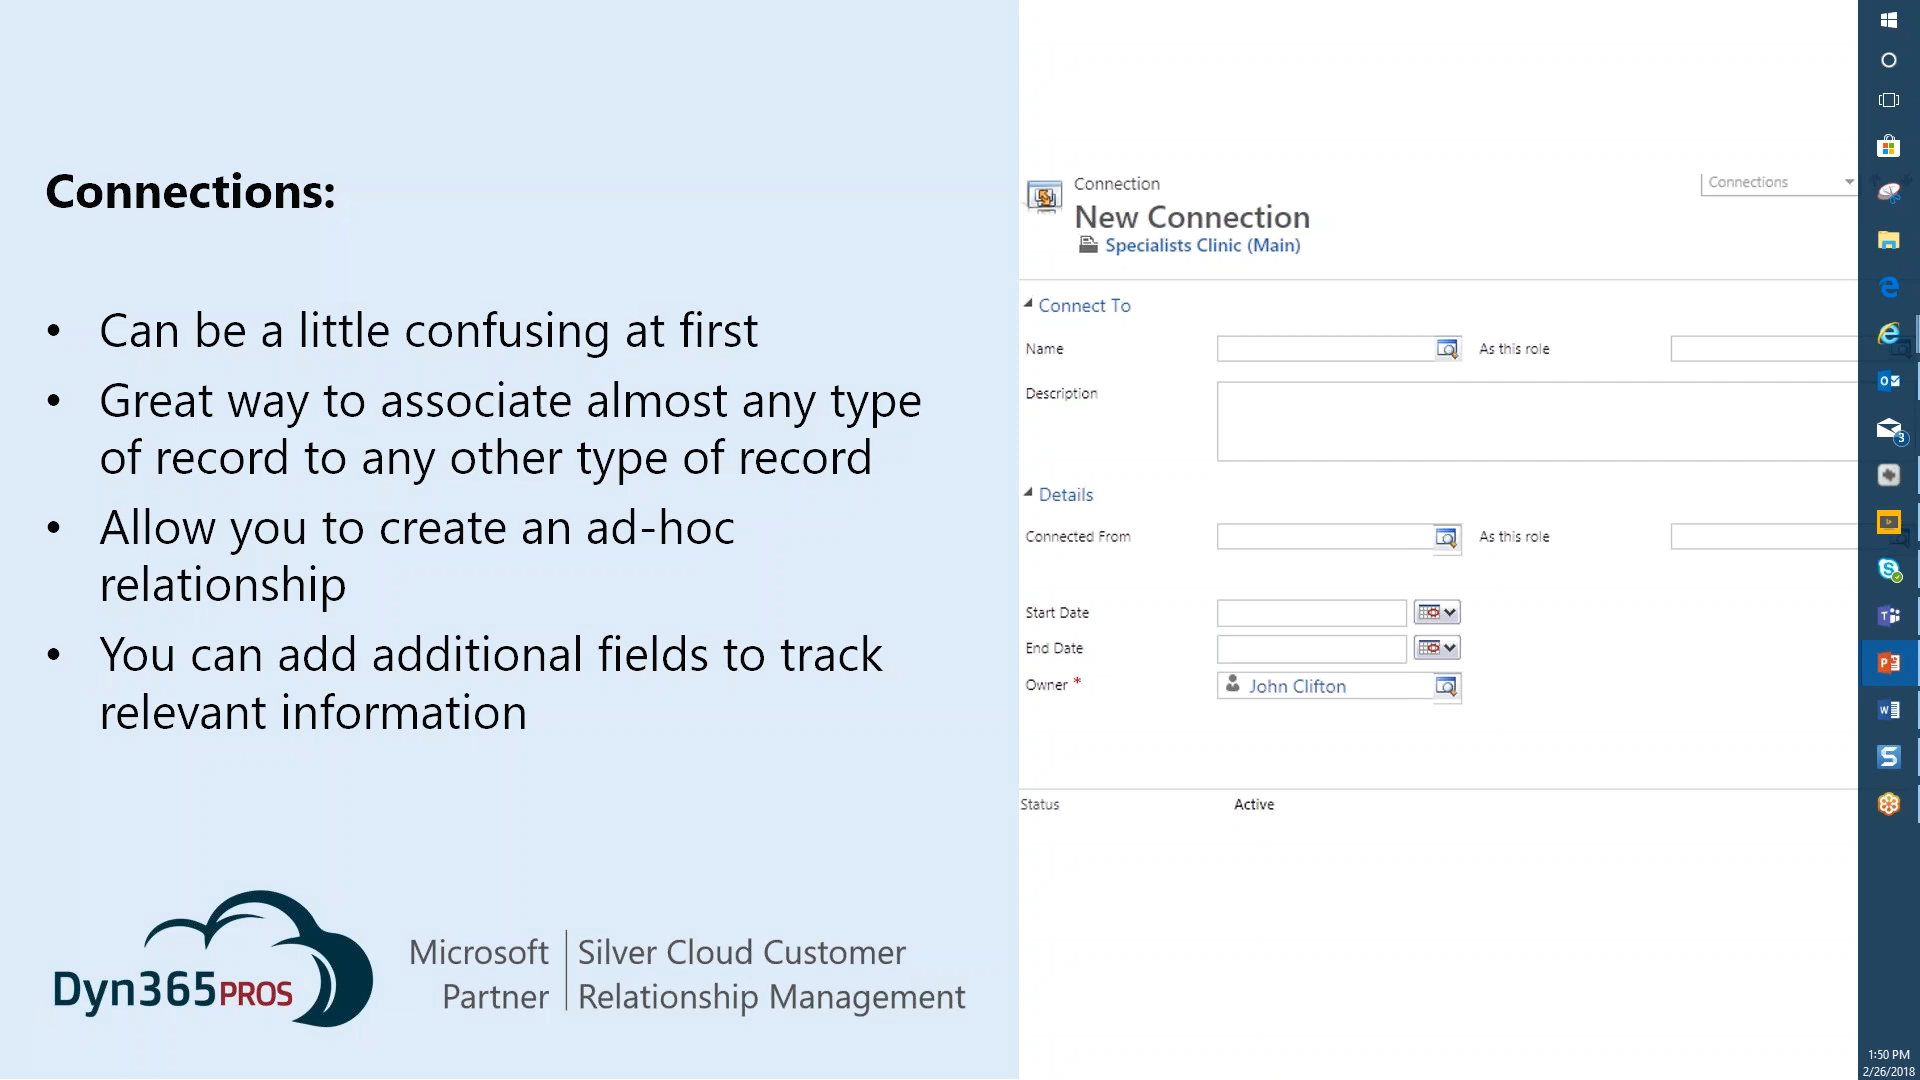 Connections:
• Can be a little confusing at first
• Great way to associate almost any type
of record to any other type of record
• Allow you to create an ad-hoc
relationship
• You can add additional fields to track
relevant information
Dyn365PROS
Microsoft
Partner
Silver Cloud Customer
Relationship Management
Connection
New Connection
Specialists Clinic (Main)
Connections
Connect To
Name
As this role
Description
Details
Connected From
As this role
Start Date
End Date
Owner *
John Clifton
Status
Active
3
1:50 PM
2/26/2018